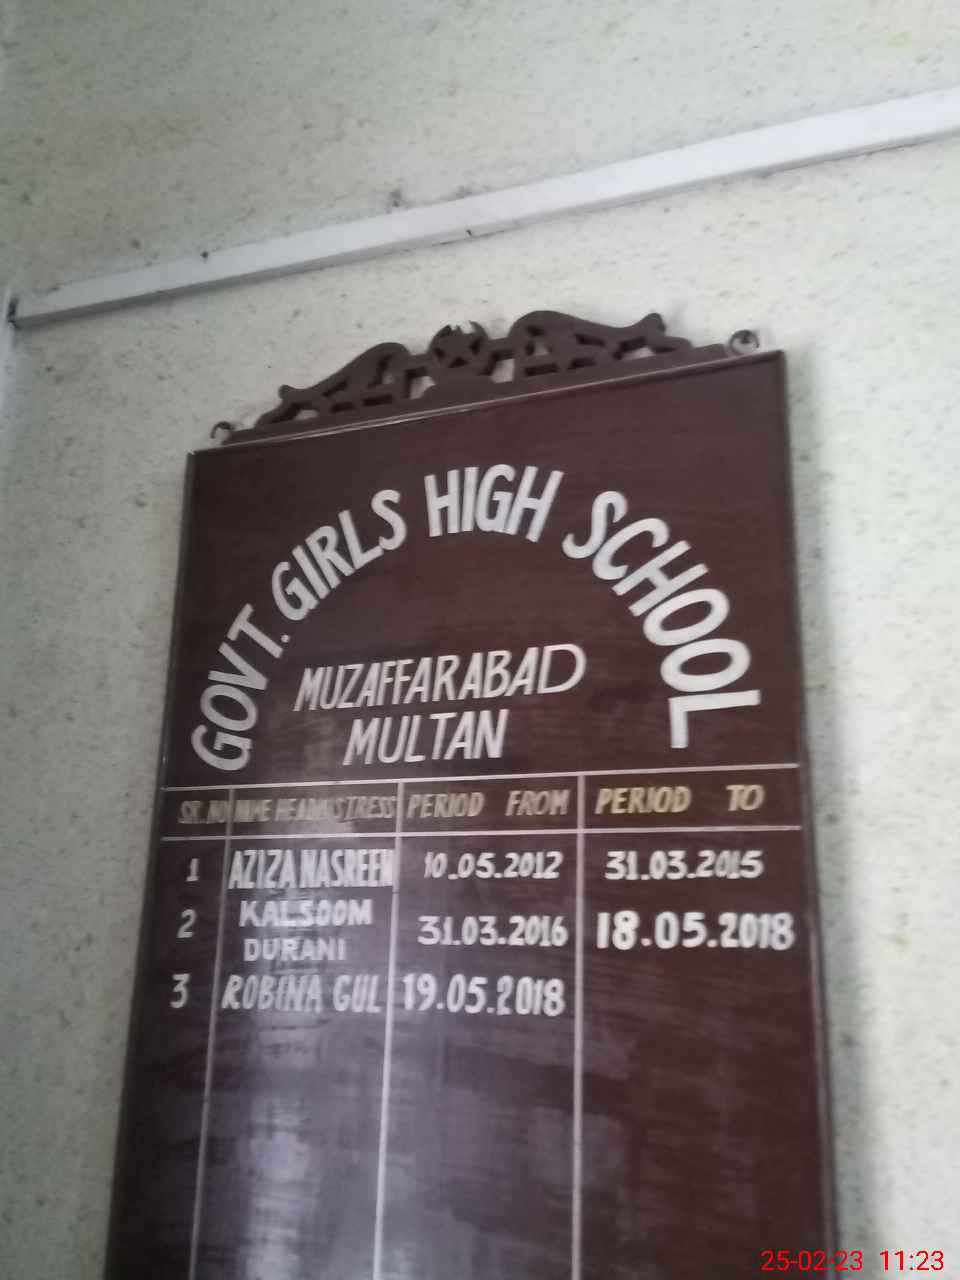 GOVT. GIRLS HIGH SCHOOL
MUZAFFARABAD
MULTAN
SR. NO NAME HEADMISTRESS PERIOD FROM PERIOD TO
1 AZIZA NASREEN 10.05.2012 31.03.2015
2 KALSOOM DURANI 31.03.2016 18.05.2018
3 ROBINA GUL 19.05.2018
25-02-23 11:23